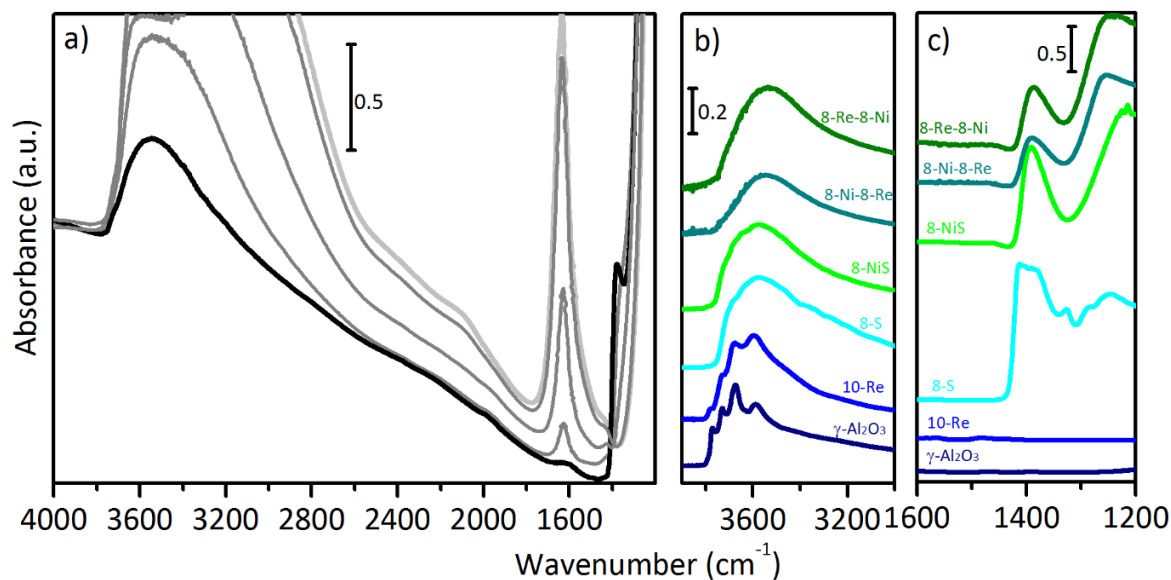 a)
0.5
b)
0.2
8-Re-8-Ni
8-Ni-8-Re
8-NiS
8-S
10-Re
γ-Al₂O₃
c)
0.5
8-Re-8-Ni
8-Ni-8-Re
8-NiS
8-S
10-Re
γ-Al₂O₃
Absorbance (a.u.)
4000 3600 3200 2800 2400 2000 1600
3600 3200
1600 1400 1200
Wavenumber (cm⁻¹)